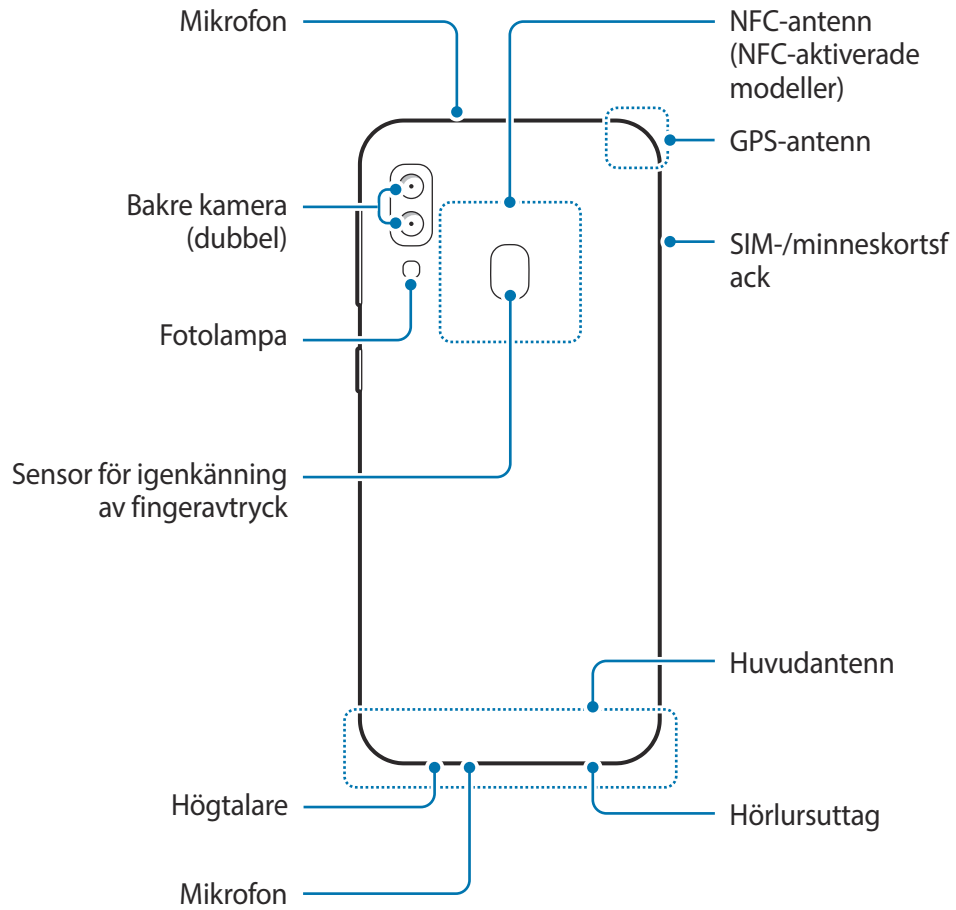 Mikrofon
Bakre kamera
(dubbel)
Fotolampa
Sensor för igenkänning
av fingeravtryck
Högtalare
Mikrofon
NFC-antenn
(NFC-aktiverade
modeller)
GPS-antenn
SIM-/minneskortsf
ack
Huvudantenn
Hörlursuttag